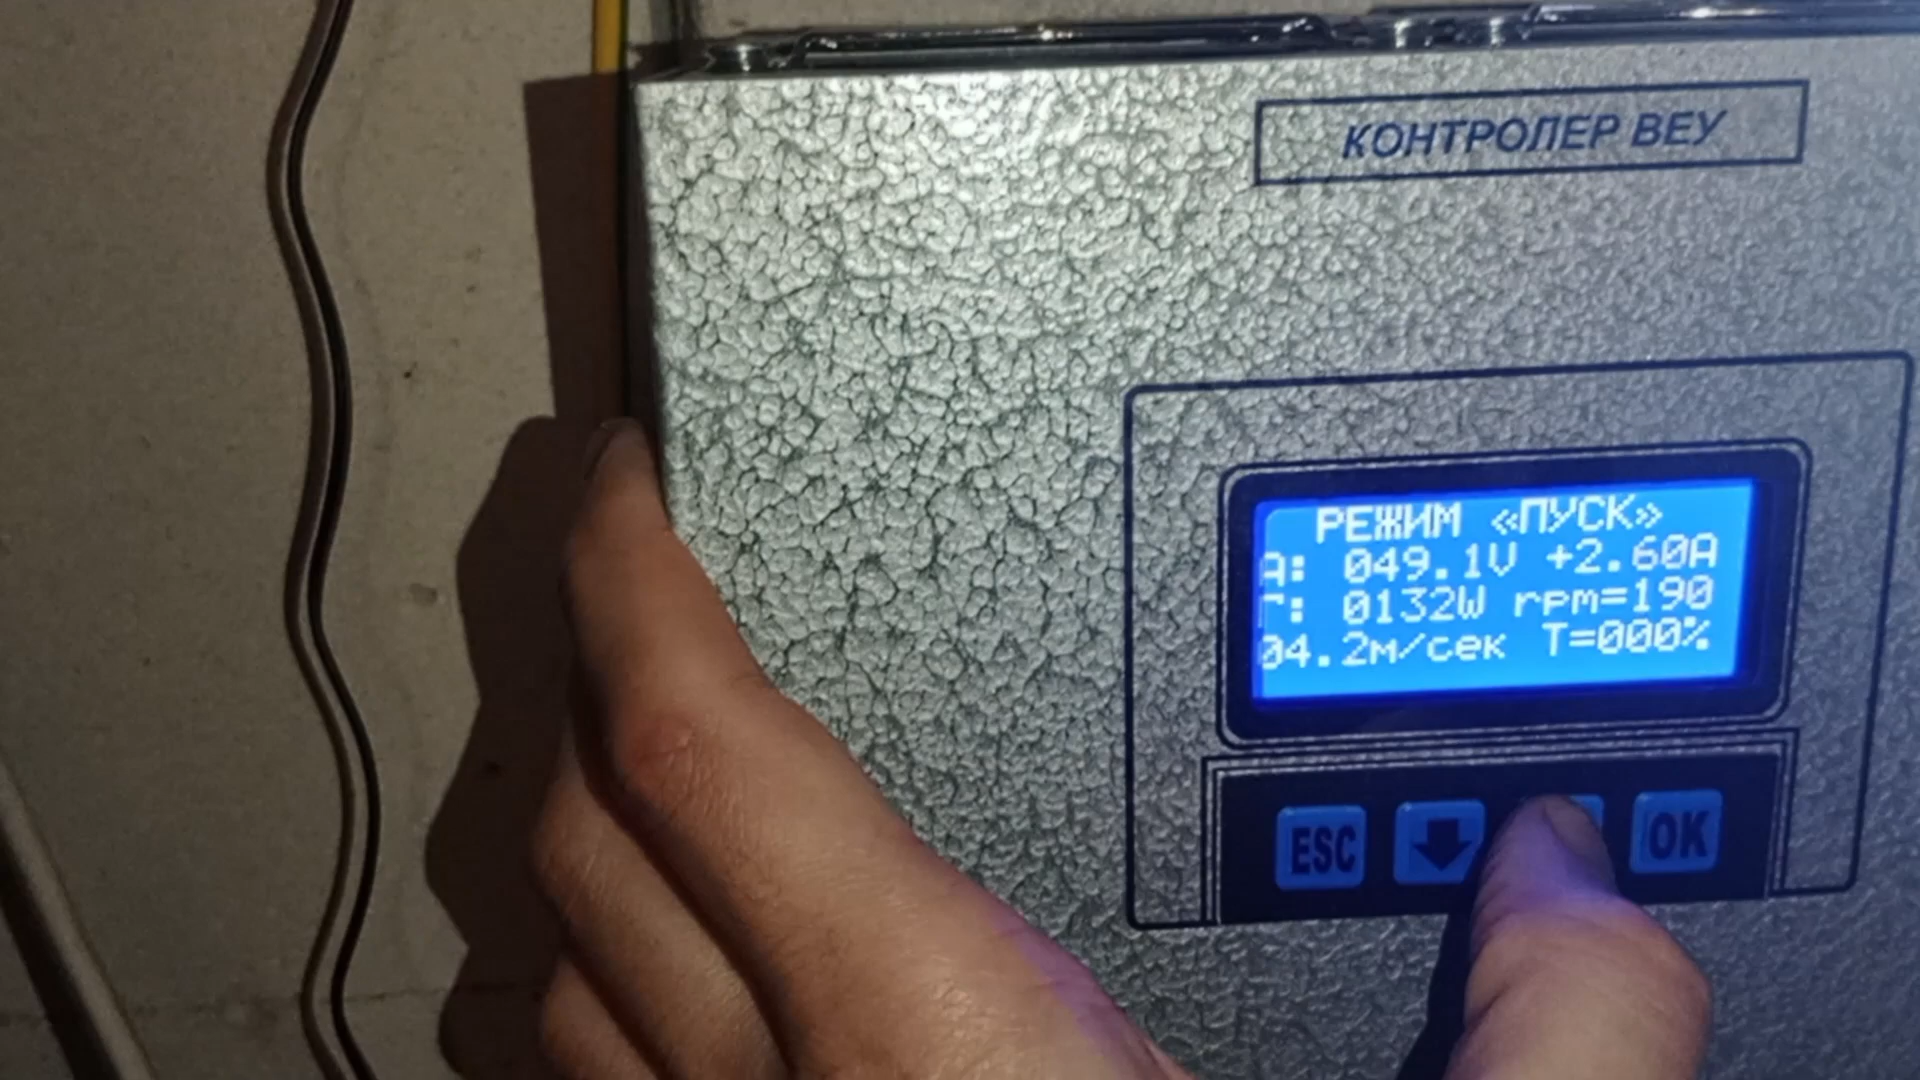 КОНТРОЛЕР ВЕУ
РЕЖИМ «ПУСК»
А: 049.1V +2.60A
Г: 0132W rpm=190
04.2м/сек T=000%
ESC
OK